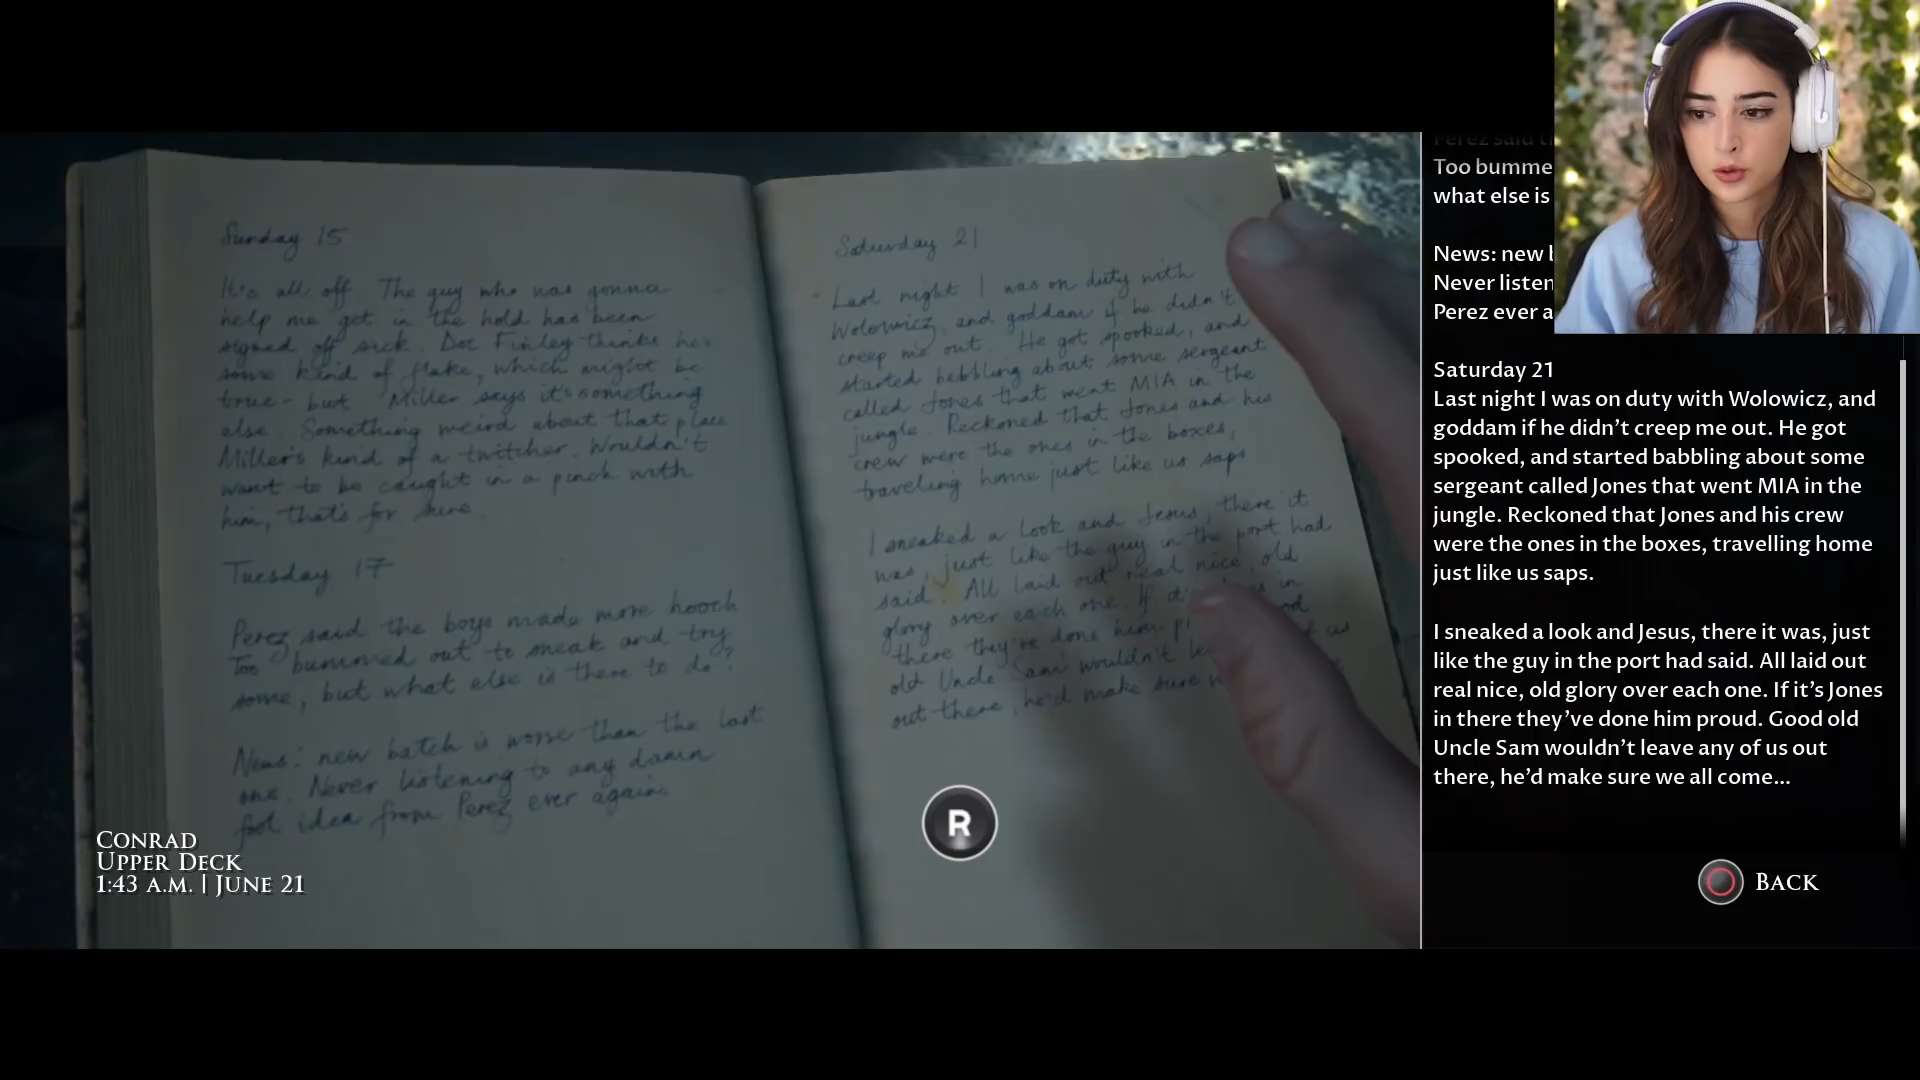 Sunday 15
It's all off. The guy who was gonna
help me get in the hold has been
signed off sick. Doc Finley thinks he's
some kind of flake, which might be
true - but Miller says it's something
else. Something weird about that place
Miller's kind of a twitcher. Wouldn't
want to be caught in a pinch with
him, that's for sure.
Tuesday 17
Perez said the boys made more hooch
Too bummed out to sneak and try
some, but what else is there to do?
News: new batch is worse than the last
one. Never listening to any damn
fool idea from Perez ever again.
Saturday 21
Last night I was on duty with
Wolowicz, and goddam if he didn't
creep me out. He got spooked, and
started babbling about some sergeant
called Jones that went MIA in the
jungle. Reckoned that Jones and his
crew were the ones in the boxes,
traveling home just like us saps
I sneaked a look and Jesus, there it
was, just like the guy in the port had
said. All laid out real nice, old
glory over each one. If in
there they're done him
old Uncle Sam wouldn't us
out there, he'd make sure
R
CONRAD
UPPER DECK
1:43 A.M. | JUNE 21
Perez said
Too bumme
what else is
News: new b
Never listen
Perez ever a
Saturday 21
Last night I was on duty with Wolowicz, and
goddam if he didn't creep me out. He got
spooked, and started babbling about some
sergeant called Jones that went MIA in the
jungle. Reckoned that Jones and his crew
were the ones in the boxes, travelling home
just like us saps.
I sneaked a look and Jesus, there it was, just
like the guy in the port had said. All laid out
real nice, old glory over each one. If it's Jones
in there they've done him proud. Good old
Uncle Sam wouldn't leave any of us out
there, he'd make sure we all come...
BACK